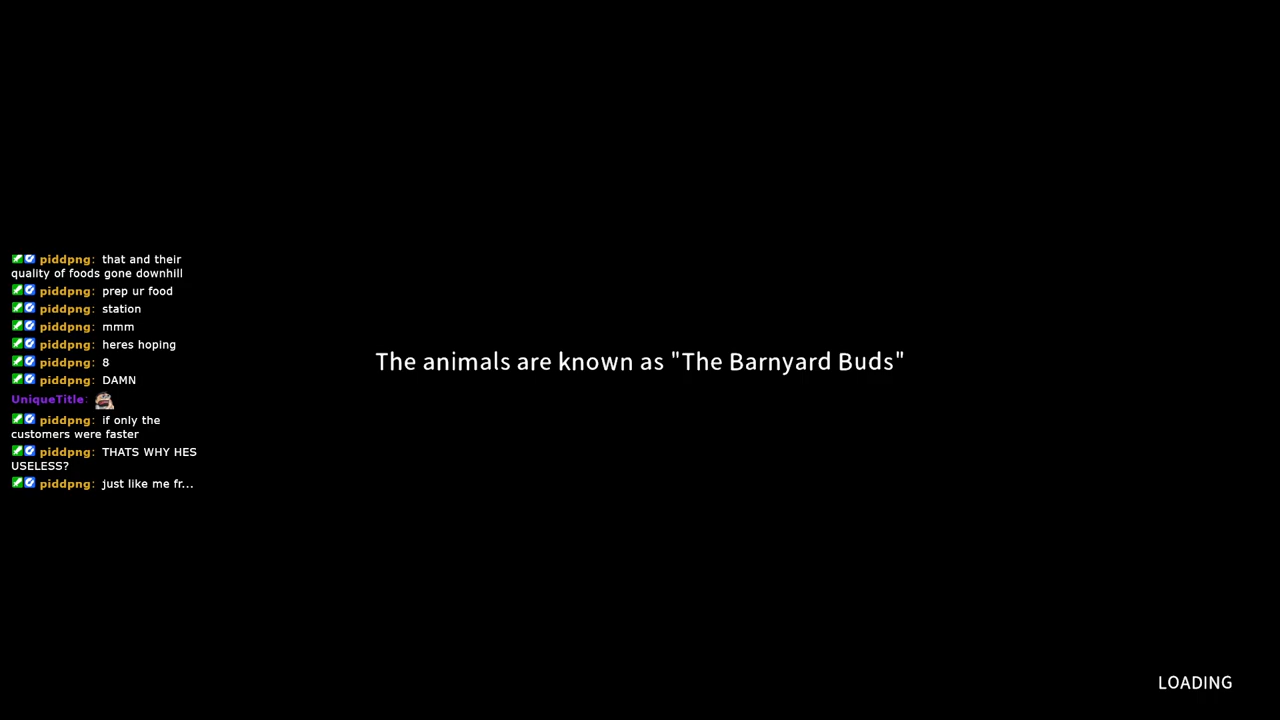 piddpng: that and their
quality of foods gone downhill
piddpng: prep ur food
piddpng: station
piddpng: mmm
piddpng: heres hoping
piddpng: 8
piddpng: DAMN
UniqueTitle:
piddpng: if only the
customers were faster
piddpng: THATS WHY HES
USELESS?
piddpng: just like me fr...
The animals are known as "The Barnyard Buds"
LOADING